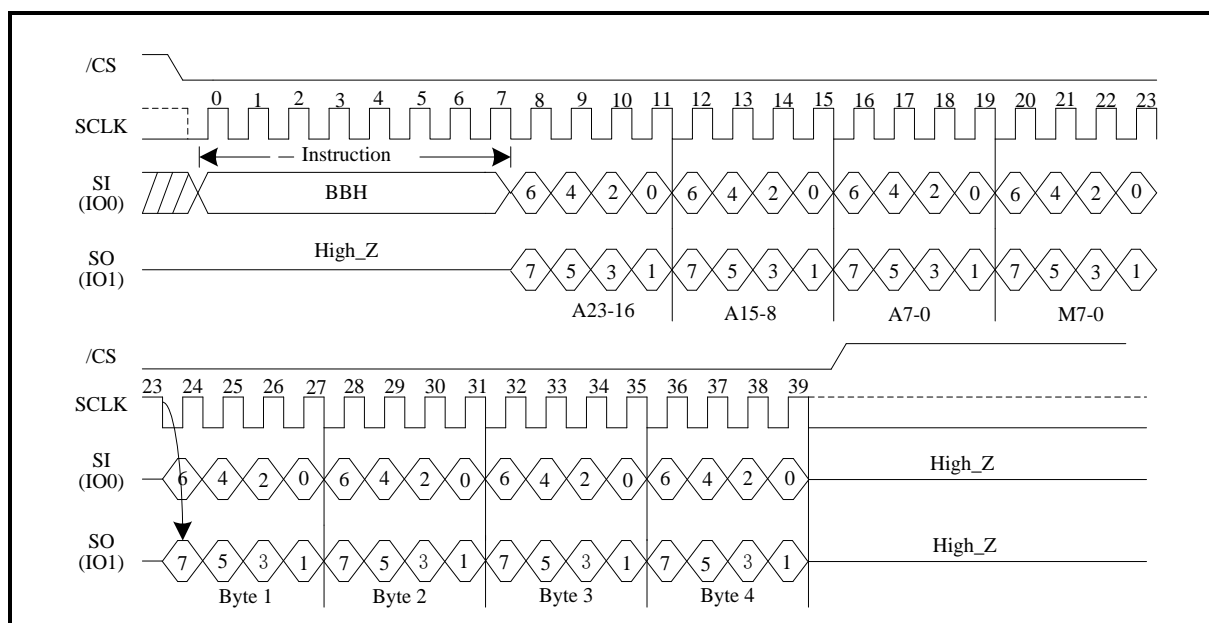 /CS
0 1 2 3 4 5 6 7 8 9 10 11 12 13 14 15 16 17 18 19 20 21 22 23
SCLK
Instruction
SI
(IO0)
BBH
6 4 2 0 6 4 2 0 6 4 2 0 6 4 2 0
SO
(IO1)
High_Z
7 5 3 1 7 5 3 1 7 5 3 1 7 5 3 1
A23-16 A15-8 A7-0 M7-0
/CS
23 24 25 26 27 28 29 30 31 32 33 34 35 36 37 38 39
SCLK
SI
(IO0)
6 4 2 0 6 4 2 0 6 4 2 0 6 4 2 0
High_Z
SO
(IO1)
7 5 3 1 7 5 3 1 7 5 3 1 7 5 3 1
High_Z
Byte 1 Byte 2 Byte 3 Byte 4